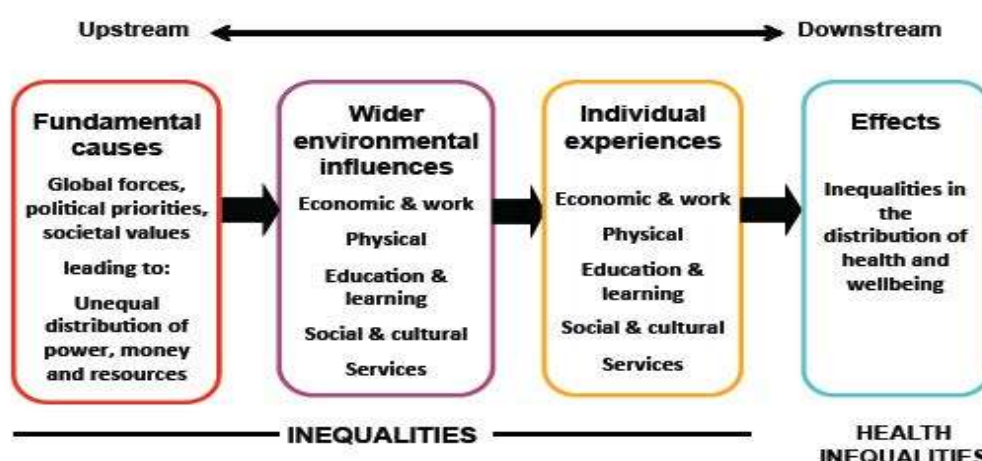 Upstream
Downstream
Fundamental
causes
Global forces,
political priorities,
societal values
leading to:
Unequal
distribution of
power, money
and resources
Wider
environmental
influences
Economic & work
Physical
Education &
learning
Social & cultural
Services
Individual
experiences
Economic & work
Physical
Education &
learning
Social & cultural
Services
Effects
Inequalities in
the
distribution of
health and
wellbeing
INEQUALITIES
HEALTH
INEQUALITIES